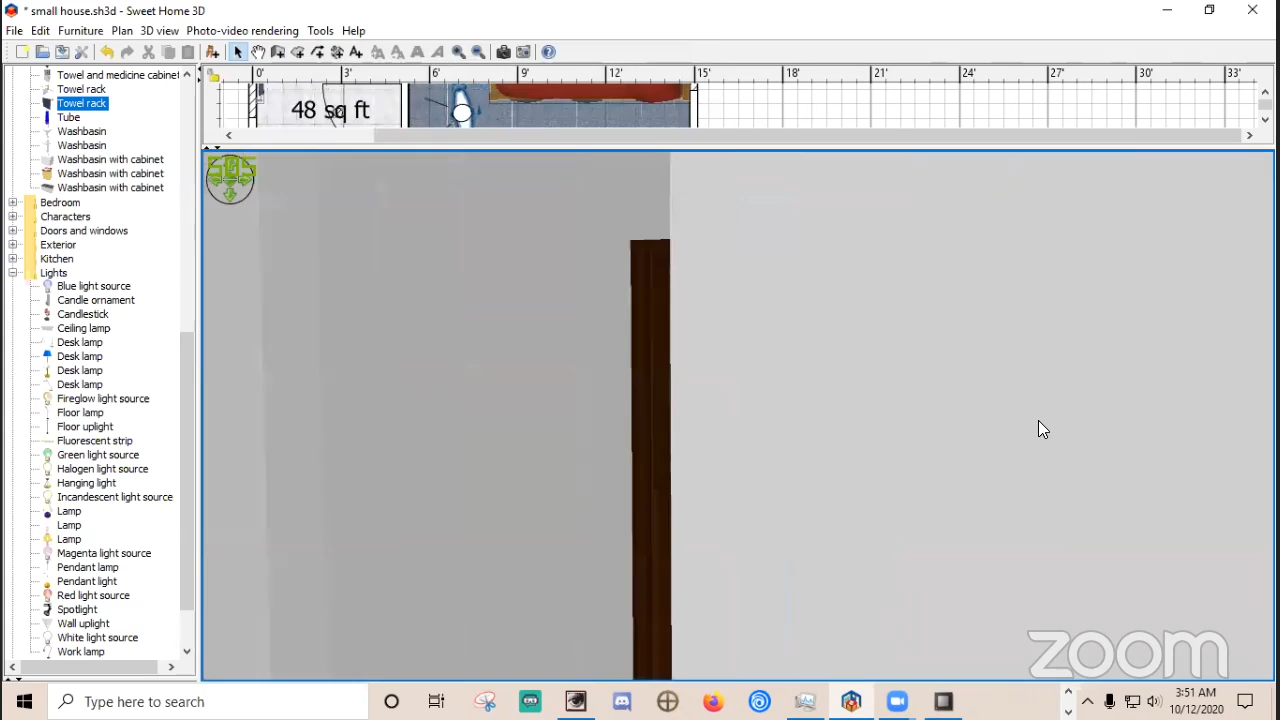 * small house.sh3d - Sweet Home 3D
File Edit Furniture Plan 3D view Photo-video rendering Tools Help
0' 3' 6' 9' 12' 15' 18' 21' 24' 27' 30' 33'
48 sq ft
Towel and medicine cabinet
Towel rack
Towel rack
Tube
Washbasin
Washbasin
Washbasin with cabinet
Washbasin with cabinet
Washbasin with cabinet
Bedroom
Characters
Doors and windows
Exterior
Kitchen
Lights
Blue light source
Candle ornament
Candlestick
Ceiling lamp
Desk lamp
Desk lamp
Desk lamp
Desk lamp
Fireglow light source
Floor lamp
Floor uplight
Fluorescent strip
Green light source
Halogen light source
Hanging light
Incandescent light source
Lamp
Lamp
Lamp
Magenta light source
Pendant lamp
Pendant light
Red light source
Spotlight
Wall uplight
White light source
Work lamp
zoom
Type here to search
3:51 AM
10/12/2020